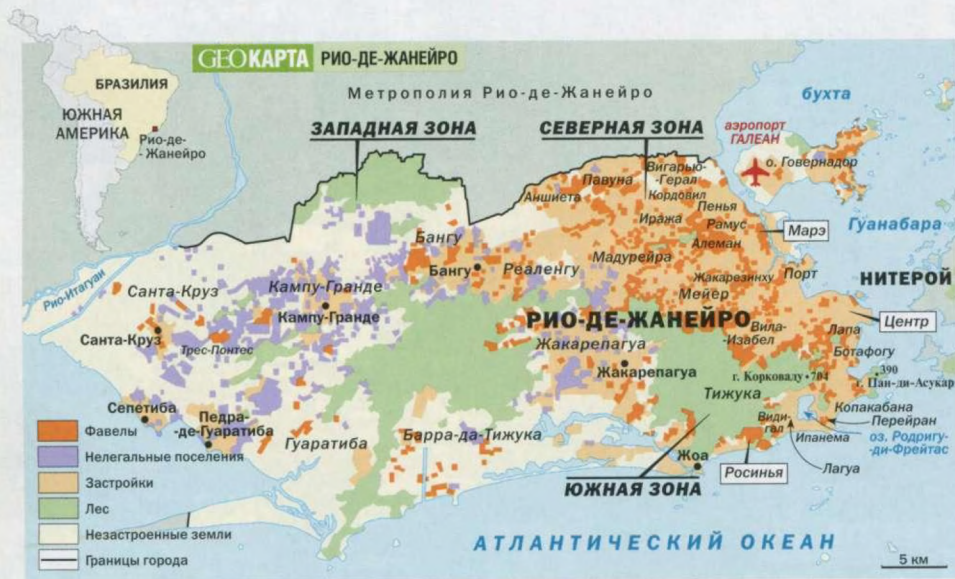 GEOКАРТА РИО-ДЕ-ЖАНЕЙРО
БРАЗИЛИЯ
ЮЖНАЯ
АМЕРИКА
Рио-де-
-Жанейро
Метрополия Рио-де-Жанейро
бухта
ЗАПАДНАЯ ЗОНА
СЕВЕРНАЯ ЗОНА
аэропорт
ГАЛЕАН
о. Говернадор
Вигарью-
-Герал
Павуна
Аншиета
Кордовил
Пенья
Гуанабара
Иража
Рамус
Марэ
Бангу
Алеман
Мадурейра
Бангу
Реаленгу
Жакарезинху
Порт
НИТЕРОЙ
Рио-Итагуаи
Санта-Круз
Кампу-Гранде
Мейер
Кампу-Гранде
РИО-ДЕ-ЖАНЕЙРО
Центр
Санта-Круз
Трес-Понтес
Жакарепагуа
Вила-
-Изабел
Лапа
Ботафогу
Жакарепагуа
г. Корковаду
704
390
г. Пан-ди-Асукар
Тижука
Сепетиба
Педра-
-де-Гуаратиба
Копакабана
Перейран
Види-
гал
Ипанема
оз. Родригу-
-ди-Фрейтас
Гуаратиба
Барра-да-Тижука
Жоа
Росинья
Лагуа
ЮЖНАЯ ЗОНА
Фавелы
Нелегальные поселения
Застройки
Лес
Незастроенные земли
Границы города
АТЛАНТИЧЕСКИЙ ОКЕАН
5 км